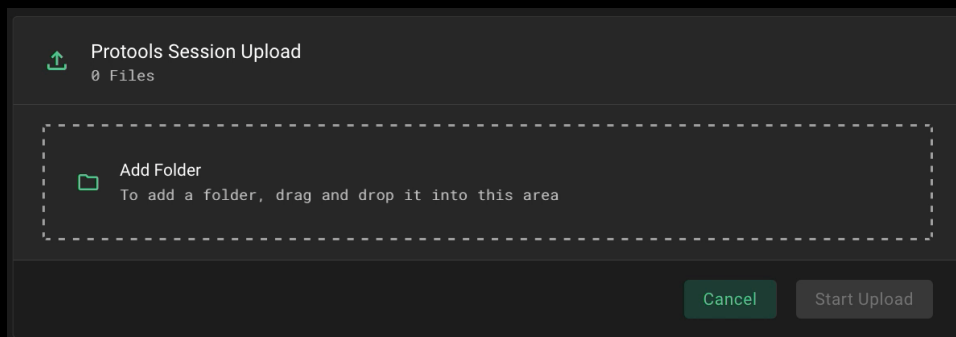 Protools Session Upload
0 Files
Add Folder
To add a folder, drag and drop it into this area
Cancel
Start Upload